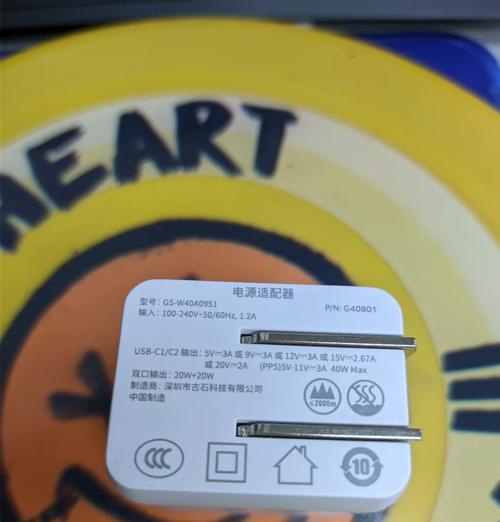 HEART
电源适配器
型号: GS-W40A0951
P/N: G40801
输入: 100-240V~50/60Hz, 1.2A
USB-C1/C2 输出: 5V⎓3A 或 9V⎓3A 或 12V⎓3A 或 15V⎓2.67A
或 20V⎓2A (PPS)5V-11V⎓3A 40W Max
双口输出: 20W+20W
制造商: 深圳市古石科技有限公司
中国制造
≤2000m
CCC
10